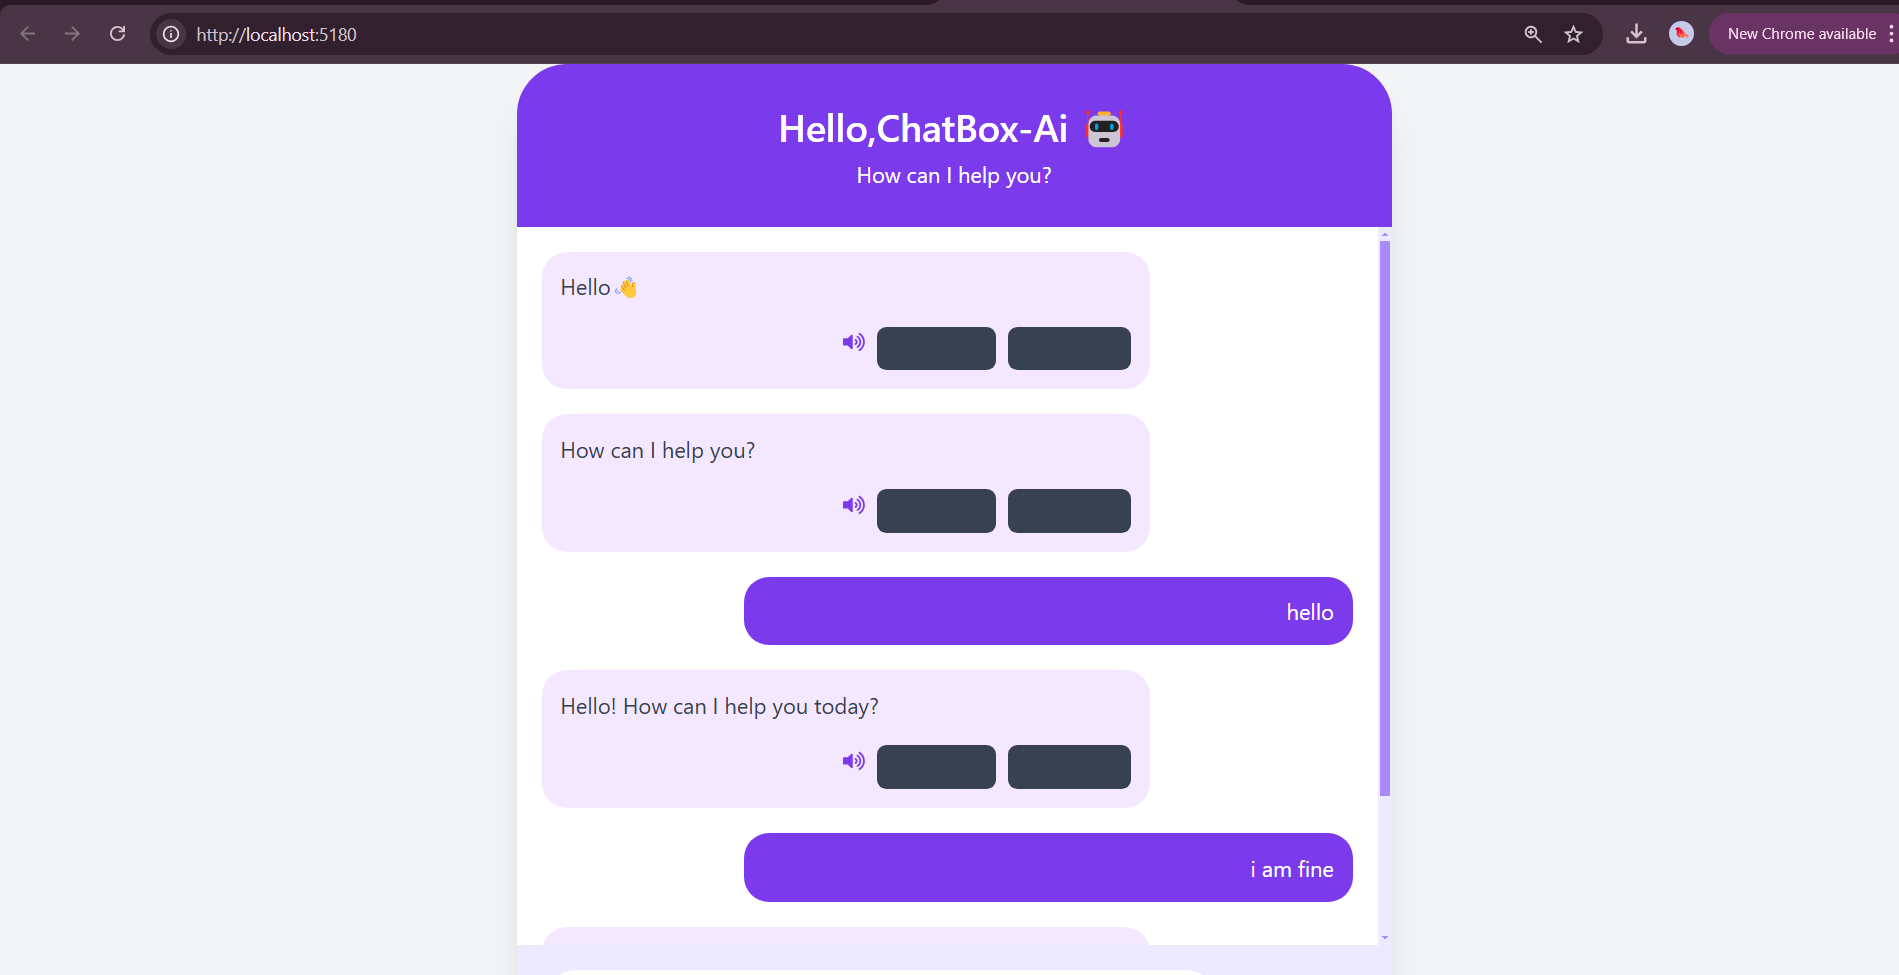 http://localhost:5180
New Chrome available
Hello,ChatBox-Ai
How can I help you?
Hello
How can I help you?
hello
Hello! How can I help you today?
i am fine